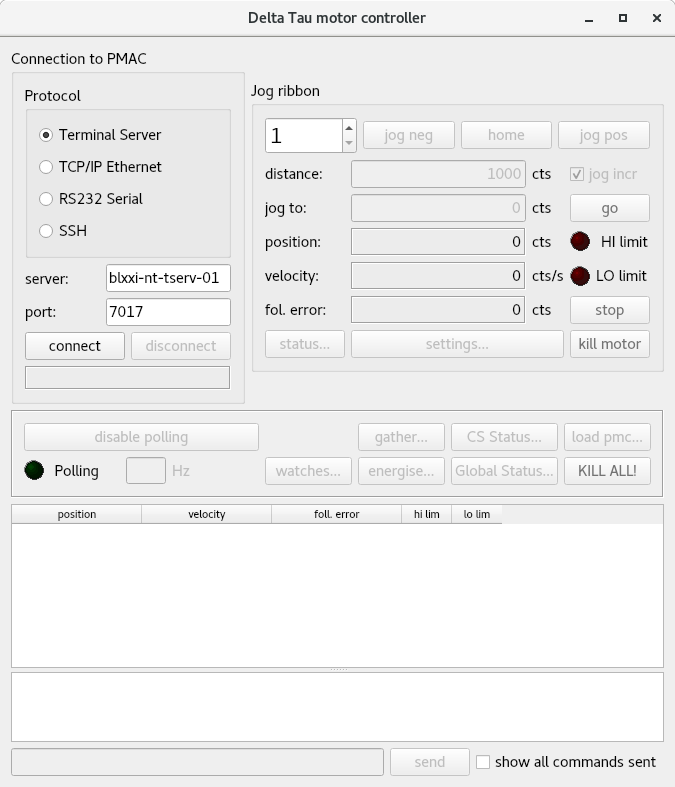 Delta Tau motor controller
Connection to PMAC
Protocol
Terminal Server
TCP/IP Ethernet
RS232 Serial
SSH
server: blxxi-nt-tserv-01
port: 7017
connect disconnect
Jog ribbon
1 jog neg home jog pos
distance: 1000 cts jog incr
jog to: 0 cts go
position: 0 cts HI limit
velocity: 0 cts/s LO limit
fol. error: 0 cts stop
status... settings... kill motor
disable polling gather... CS Status... load pmc...
Polling Hz watches... energise... Global Status... KILL ALL!
position velocity foll. error hi lim lo lim
send show all commands sent